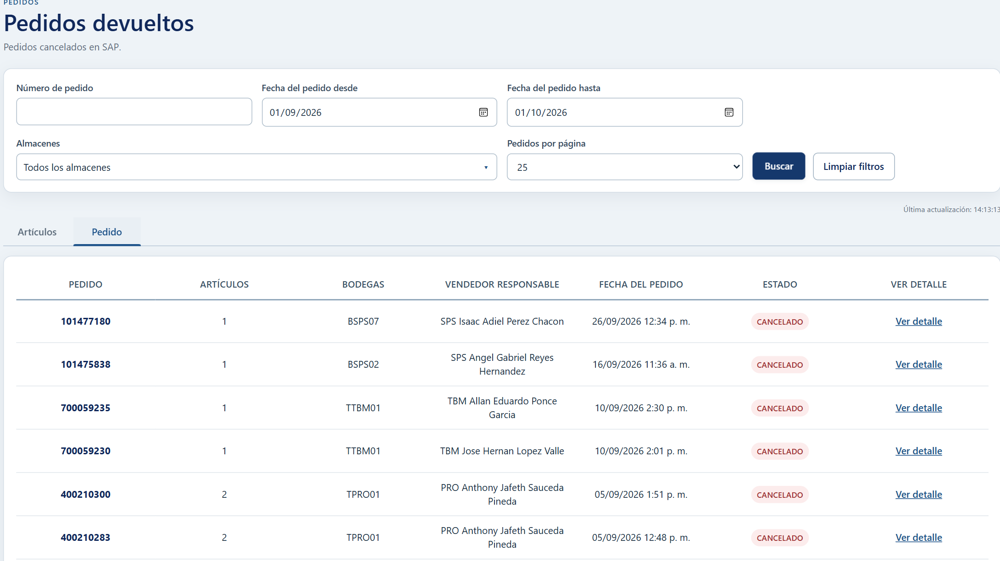 PEDIDOS
Pedidos devueltos
Pedidos cancelados en SAP.
Número de pedido
Fecha del pedido desde
Fecha del pedido hasta
01/09/2026
01/10/2026
Almacenes
Pedidos por página
Todos los almacenes
25
Buscar
Limpiar filtros
Última actualización: 14:13:13
Artículos
Pedido
PEDIDO ARTÍCULOS BODEGAS VENDEDOR RESPONSABLE FECHA DEL PEDIDO ESTADO VER DETALLE
101477180 1 BSPS07 SPS Isaac Adiel Perez Chacon 26/09/2026 12:34 p. m. CANCELADO Ver detalle
101475838 1 BSPS02 SPS Angel Gabriel Reyes Hernandez 16/09/2026 11:36 a. m. CANCELADO Ver detalle
700059235 1 TTBM01 TBM Allan Eduardo Ponce Garcia 10/09/2026 2:30 p. m. CANCELADO Ver detalle
700059230 1 TTBM01 TBM Jose Hernan Lopez Valle 10/09/2026 2:01 p. m. CANCELADO Ver detalle
400210300 2 TPRO01 PRO Anthony Jafeth Sauceda Pineda 05/09/2026 1:51 p. m. CANCELADO Ver detalle
400210283 2 TPRO01 PRO Anthony Jafeth Sauceda Pineda 05/09/2026 12:48 p. m. CANCELADO Ver detalle